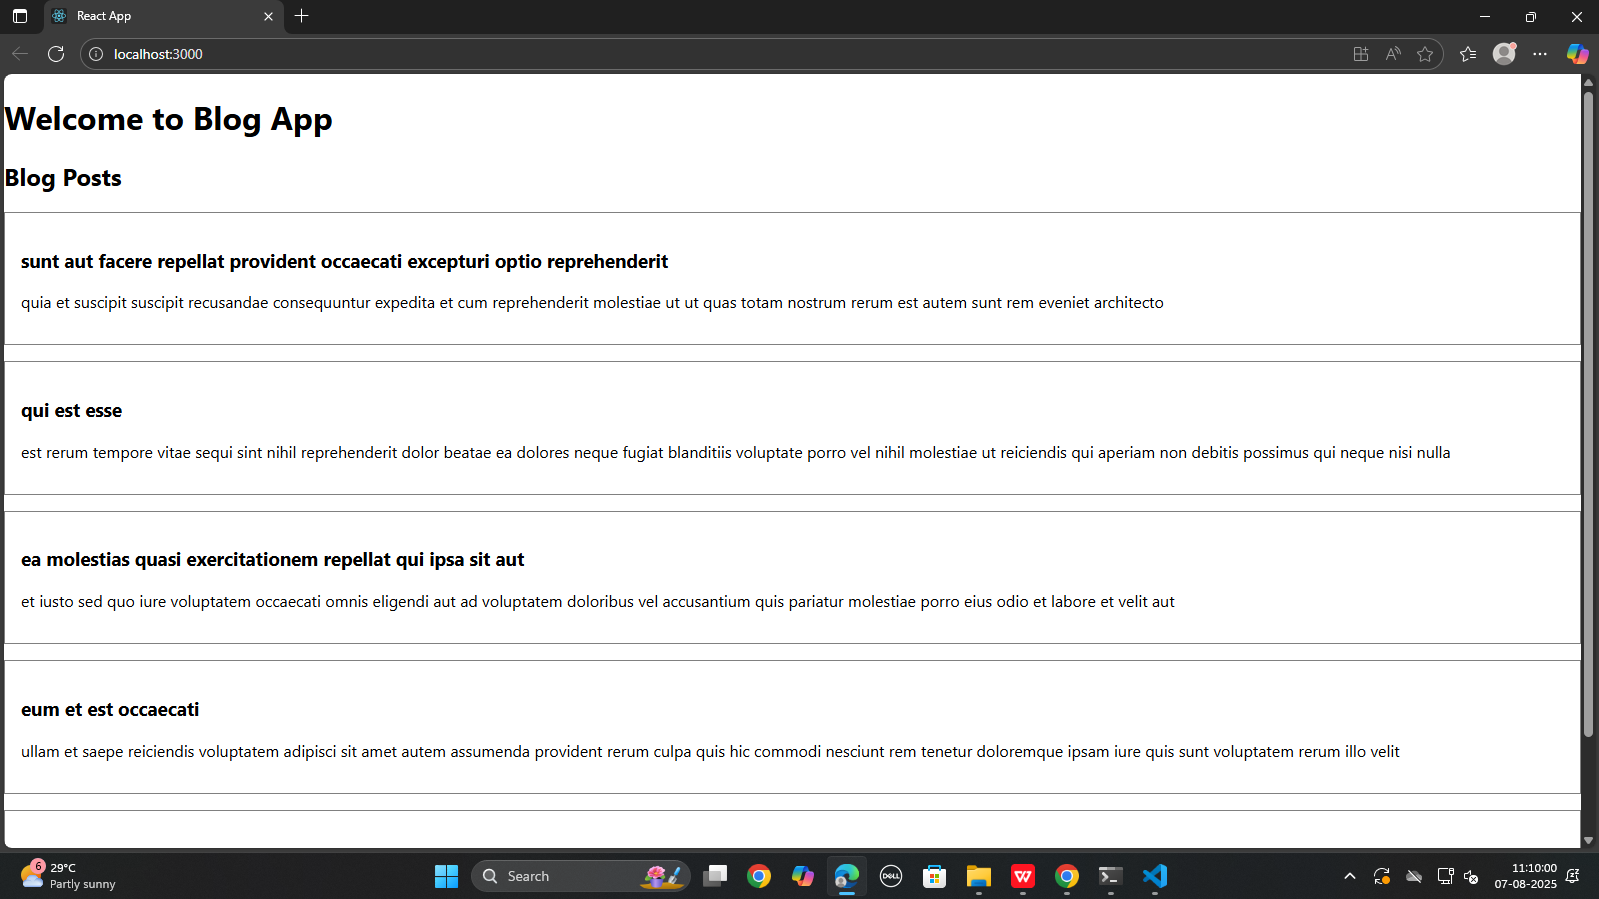 React App
localhost:3000
Welcome to Blog App
Blog Posts
sunt aut facere repellat provident occaecati excepturi optio reprehenderit
quia et suscipit suscipit recusandae consequuntur expedita et cum reprehenderit molestiae ut ut quas totam nostrum rerum est autem sunt rem eveniet architecto
qui est esse
est rerum tempore vitae sequi sint nihil reprehenderit dolor beatae ea dolores neque fugiat blanditiis voluptate porro vel nihil molestiae ut reiciendis qui aperiam non debitis possimus qui neque nisi nulla
ea molestias quasi exercitationem repellat qui ipsa sit aut
et iusto sed quo iure voluptatem occaecati omnis eligendi aut ad voluptatem doloribus vel accusantium quis pariatur molestiae porro eius odio et labore et velit aut
eum et est occaecati
ullam et saepe reiciendis voluptatem adipisci sit amet autem assumenda provident rerum culpa quis hic commodi nesciunt rem tenetur doloremque ipsam iure quis sunt voluptatem rerum illo velit
6
29°C
Partly sunny
Search
DELL
W
11:10:00
07-08-2025